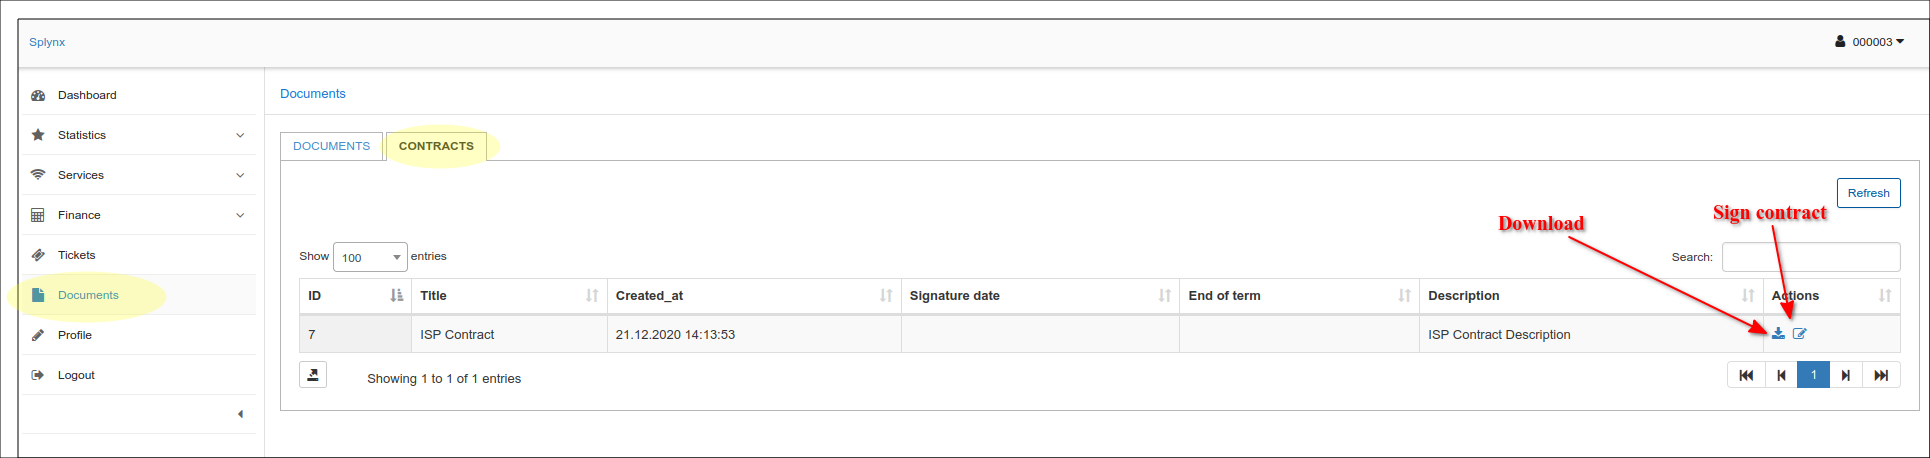 Splynx
000003
Dashboard
Statistics
Services
Finance
Tickets
Documents
Profile
Logout
Documents
DOCUMENTS CONTRACTS
Refresh
Download
Sign contract
Show 100 entries
Search:
ID Title Created_at Signature date End of term Description Actions
7 ISP Contract 21.12.2020 14:13:53 ISP Contract Description
Showing 1 to 1 of 1 entries
1